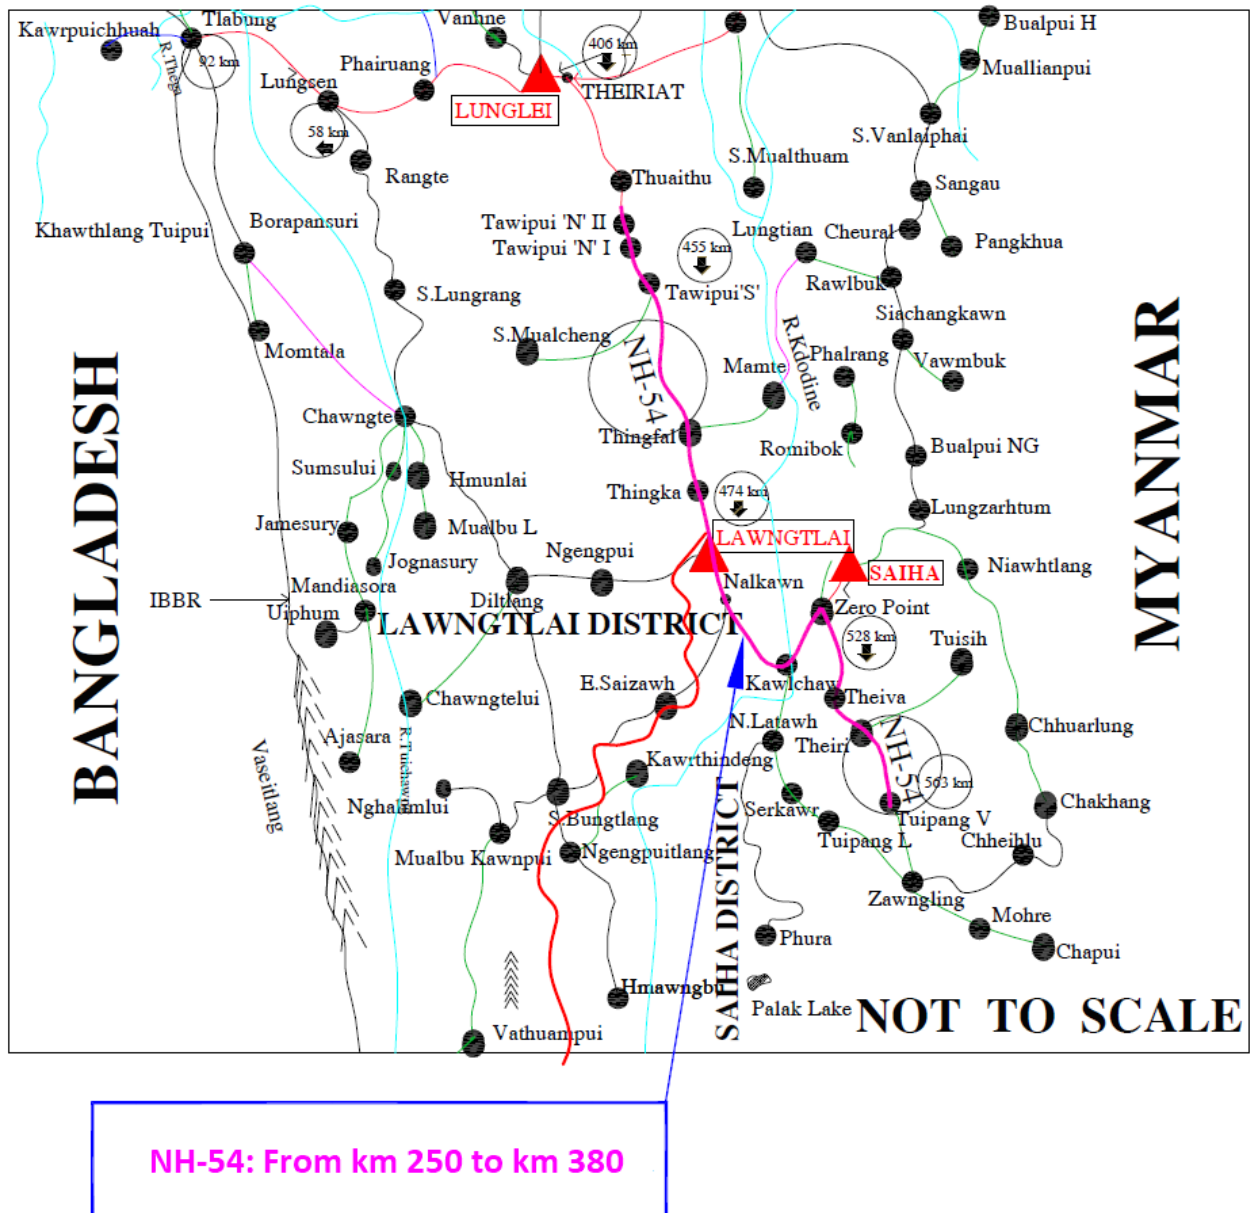 Tlabung
Vanhne
Bualpui H
Kawrpuichhuah
406 km
R.Thega
92 km
Phairuang
Muallianpui
Lungsen
THEIRIAT
LUNGLEI
58 km
S.Vanlaiphai
S.Mualthuam
Rangte
Thuaithu
Sangau
Borapansuri
Tawipui 'N' II
Lungtian
Cheural
Khawthlang Tuipui
Tawipui 'N' I
455 km
Pangkhua
S.Lungrang
Tawipui'S'
Rawlbuk
Siachangkawn
S.Mualcheng
R.Kdodine
Momtala
NH-54
Mamte
Phalrang
Vawmbuk
MYANMAR
BANGLADESH
Chawngte
Thingfal
Romibok
Bualpui NG
Sumsului
Hmunlai
Thingka
474 km
Lungzarhtum
Jamesury
Mualbu L
LAWNGTLAI
Ngengpui
Jognasury
SAIHA
Niawhtlang
Mandiasora
Nalkawn
IBBR
Uiphum
Diltlang
Zero Point
LAWNGTLAI DISTRICT
528 km
Tuisih
E.Saizawh
Kawlchaw
Theiva
Chawngtelui
N.Latawh
Chhuarlung
Ajasara
R.Tuichawng
Theiri
NH-54
Vaseitlang
Kawrthindeng
563 km
Nghalimlui
Serkawr
Chakhang
S.Bungtlang
Tuipang V
Tuipang L
Chheihlu
Mualbu Kawnpui
Ngengpuitlang
SAIHA DISTRICT
Zawngling
Mohre
Phura
Chapui
Hmawngbu
Palak Lake
NOT TO SCALE
Vathuampui
NH-54: From km 250 to km 380